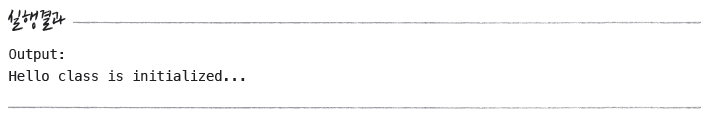 실행결과
Output:
Hello class is initialized...